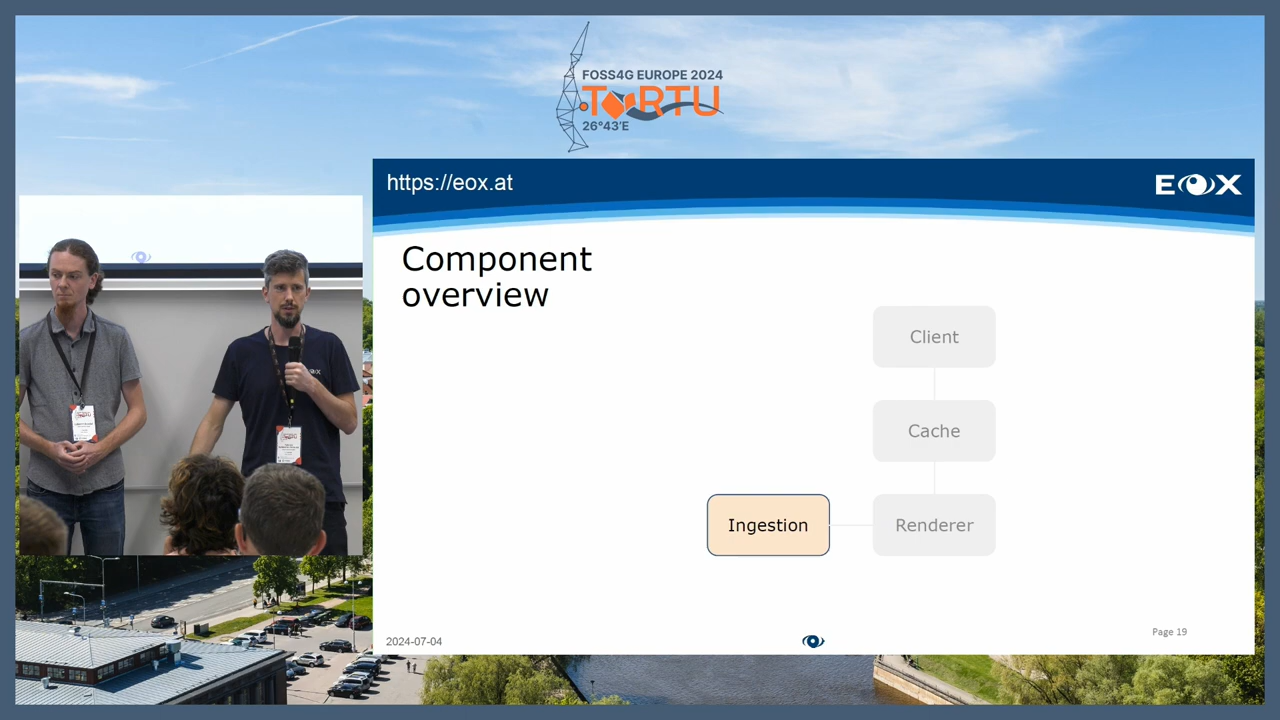 FOSS4G EUROPE 2024
TARTU
26°43'E
https://eox.at
EOX
Component
overview
Client
Cache
Ingestion
Renderer
2024-07-04
Page 19